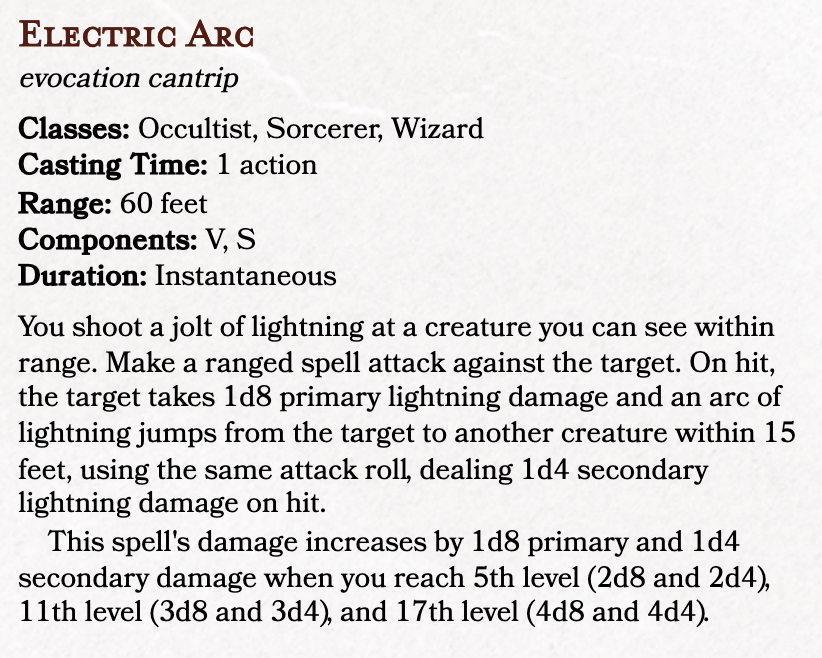 Electric Arc
evocation cantrip
Classes: Occultist, Sorcerer, Wizard
Casting Time: 1 action
Range: 60 feet
Components: V, S
Duration: Instantaneous
You shoot a jolt of lightning at a creature you can see within
range. Make a ranged spell attack against the target. On hit,
the target takes 1d8 primary lightning damage and an arc of
lightning jumps from the target to another creature within 15
feet, using the same attack roll, dealing 1d4 secondary
lightning damage on hit.
This spell's damage increases by 1d8 primary and 1d4
secondary damage when you reach 5th level (2d8 and 2d4),
11th level (3d8 and 3d4), and 17th level (4d8 and 4d4).